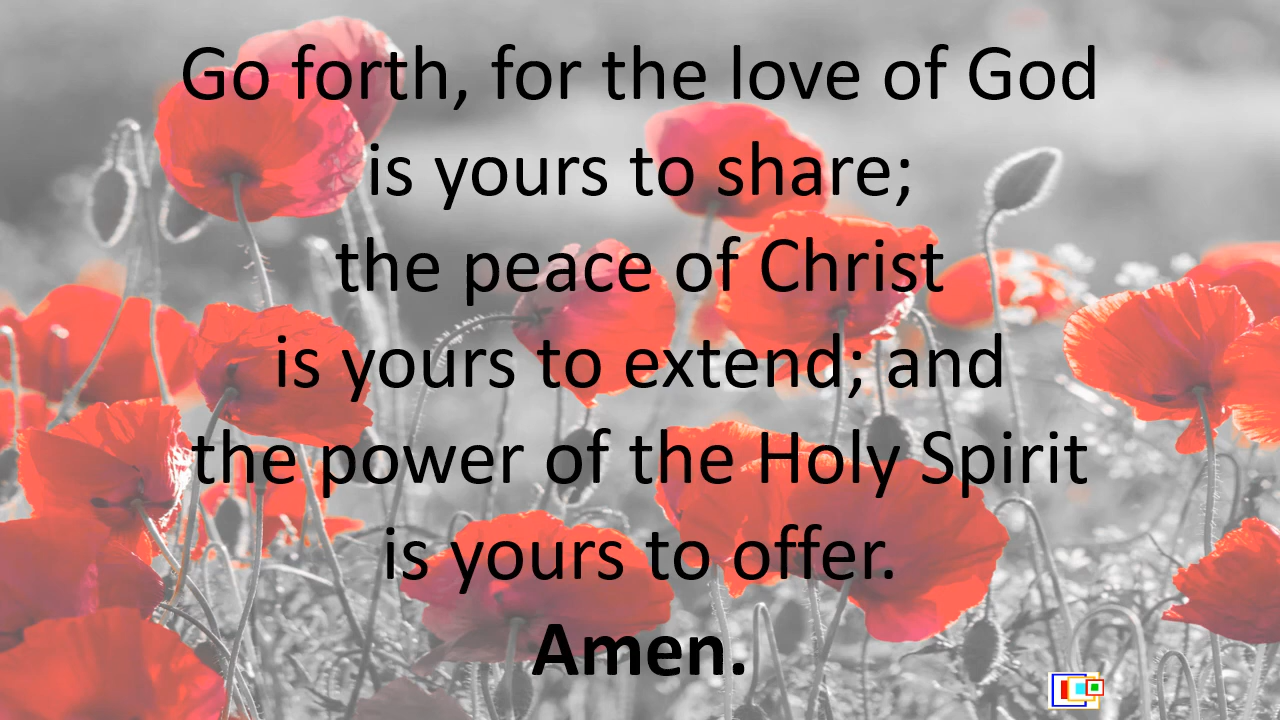 Go forth, for the love of God
is yours to share;
the peace of Christ
is yours to extend; and
the power of the Holy Spirit
is yours to offer.
Amen.